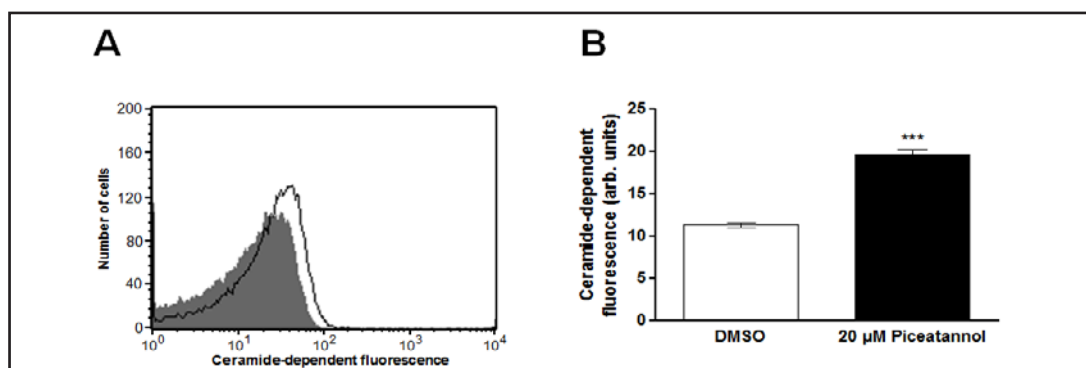 A
200
160
120
80
40
0
Number of cells
10^0 10^1 10^2 10^3 10^4
Ceramide-dependent fluorescence
B
25
20
15
10
5
0
Ceramide-dependent
fluorescence (arb. units)
***
DMSO 20 µM Piceatannol